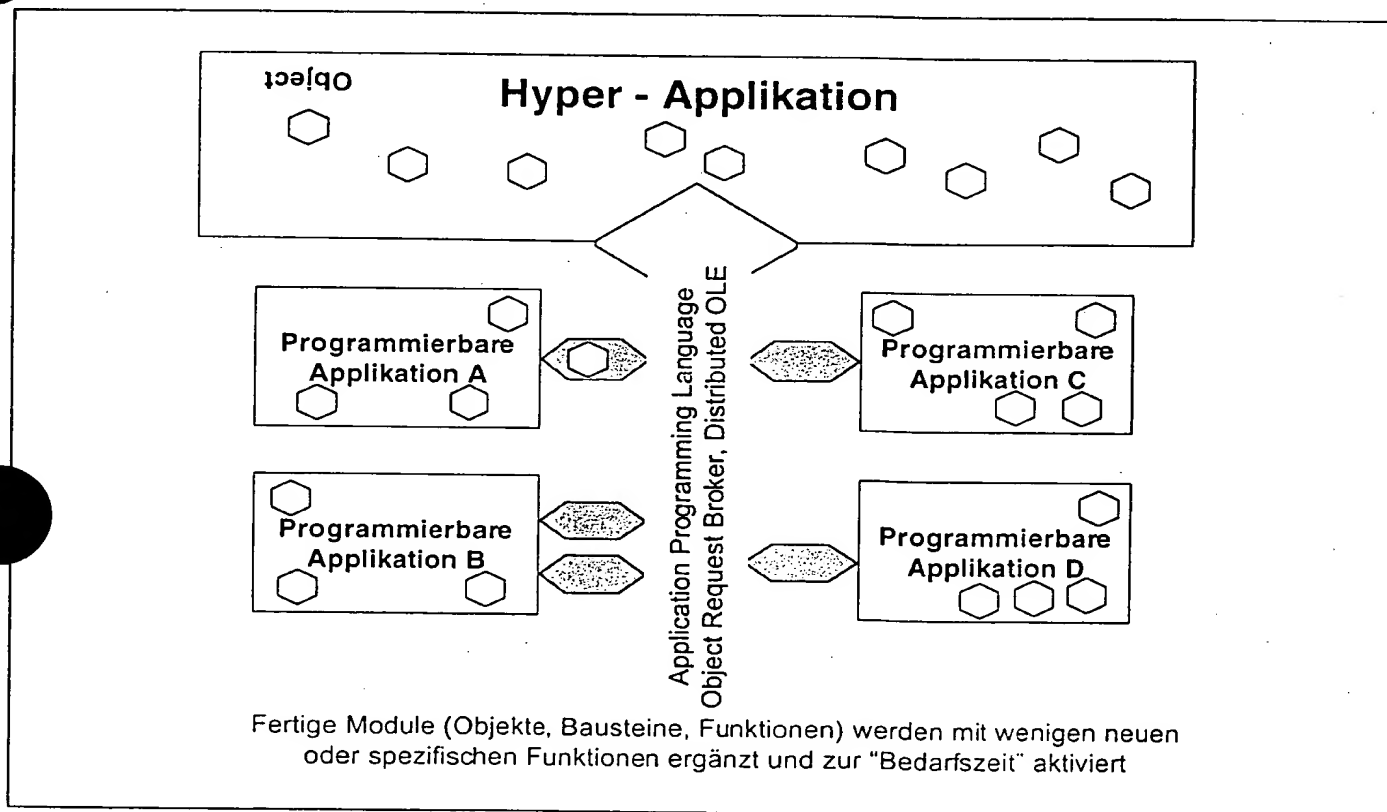 Object
Hyper - Applikation
Programmierbare
Applikation A
Programmierbare
Applikation B
Application Programming Language
Object Request Broker, Distributed OLE
Programmierbare
Applikation C
Programmierbare
Applikation D
Fertige Module (Objekte, Bausteine, Funktionen) werden mit wenigen neuen
oder spezifischen Funktionen ergänzt und zur "Bedarfszeit" aktiviert